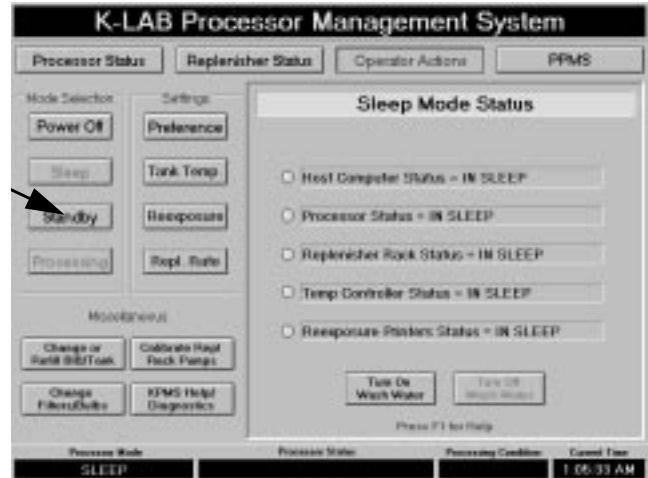 K-LAB Processor Management System
Processor Status
Replenisher Status
Operator Actions
PPMS
Mode Selection
Settings
Power Off
Preference
Sleep
Tank Temp
Standby
Reexposure
Processing
Repl. Rate
Miscellaneous
Change or
Refill BIB/Tank
Calibrate Repl
Rack Pumps
Change
Filters/Bulbs
KPMS Help/
Diagnostics
Sleep Mode Status
Host Computer Status = IN SLEEP
Processor Status = IN SLEEP
Replenisher Rack Status = IN SLEEP
Temp Controller Status = IN SLEEP
Reexposure Printers Status = IN SLEEP
Turn On
Wash Water
Turn Off
Wash Water
Press F1 for Help
Processor Mode
SLEEP
Processor Status
Processing Condition
Current Time
1:05:33 AM